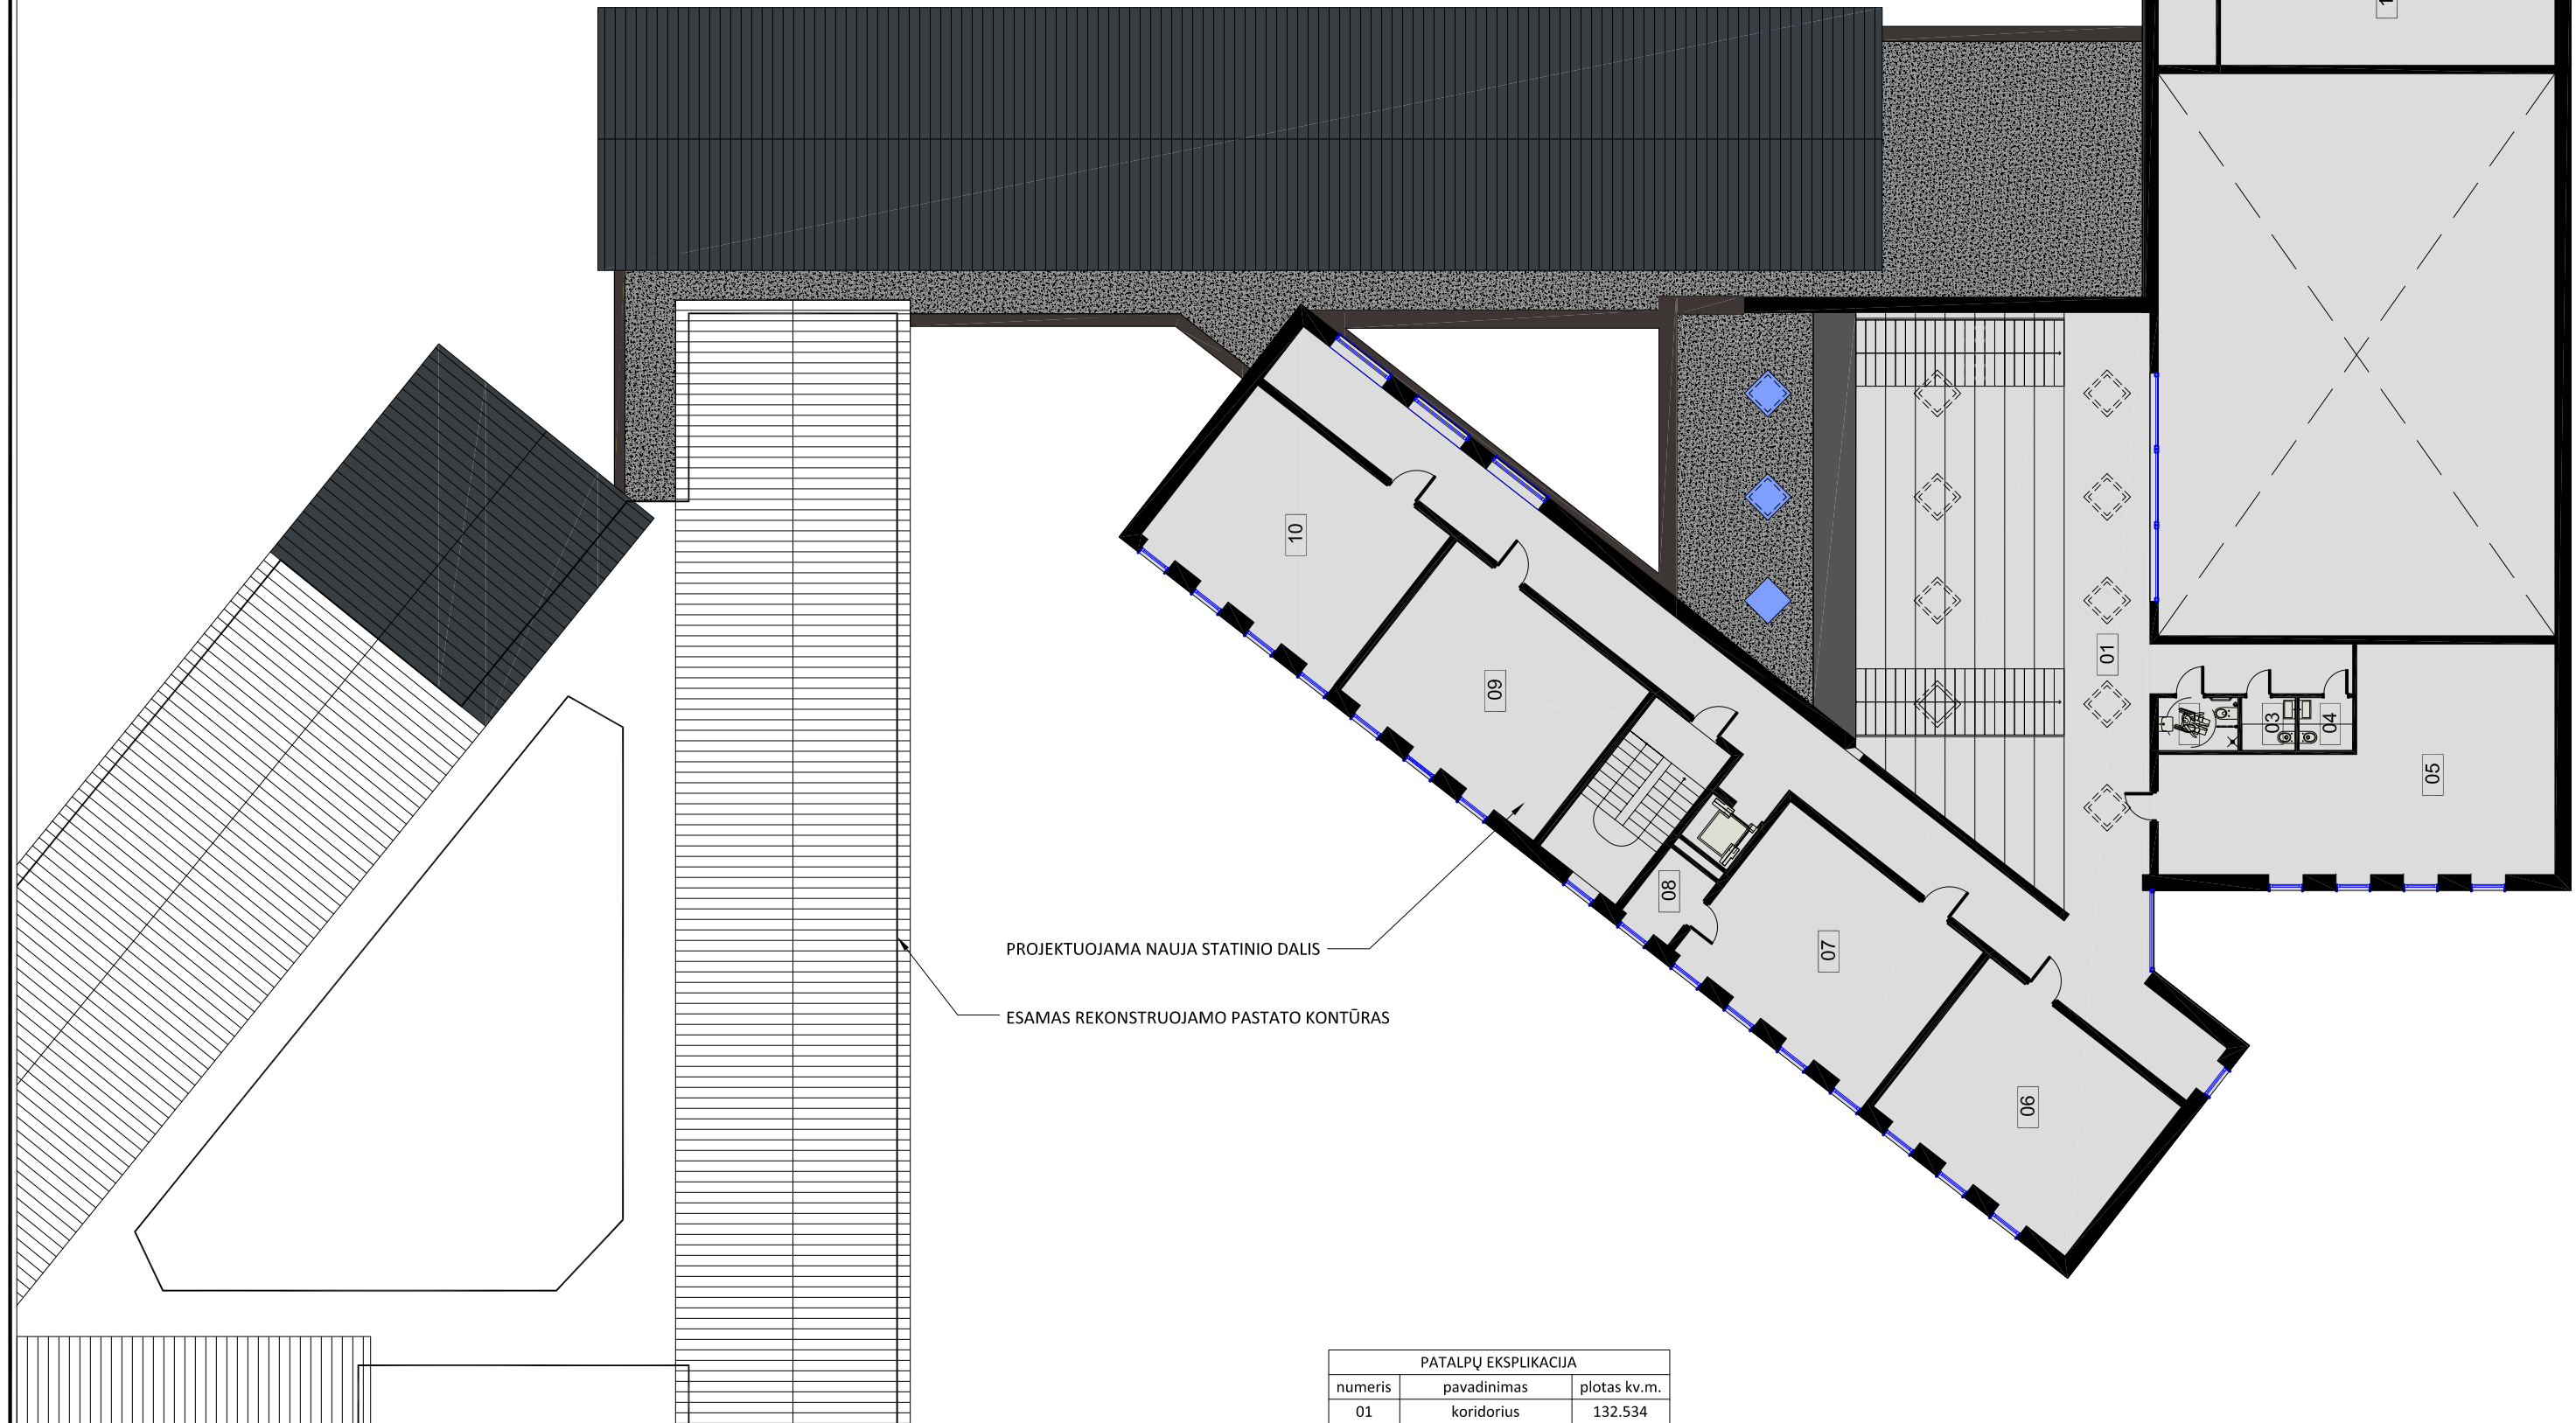 10
09
08
07
06
01
03
04
05
PROJEKTUOJAMA NAUJA STATINIO DALIS
ESAMAS REKONSTRUOJAMO PASTATO KONTŪRAS
PATALPŲ EKSPLIKACIJA
numeris pavadinimas plotas kv.m.
01 koridorius 132.534